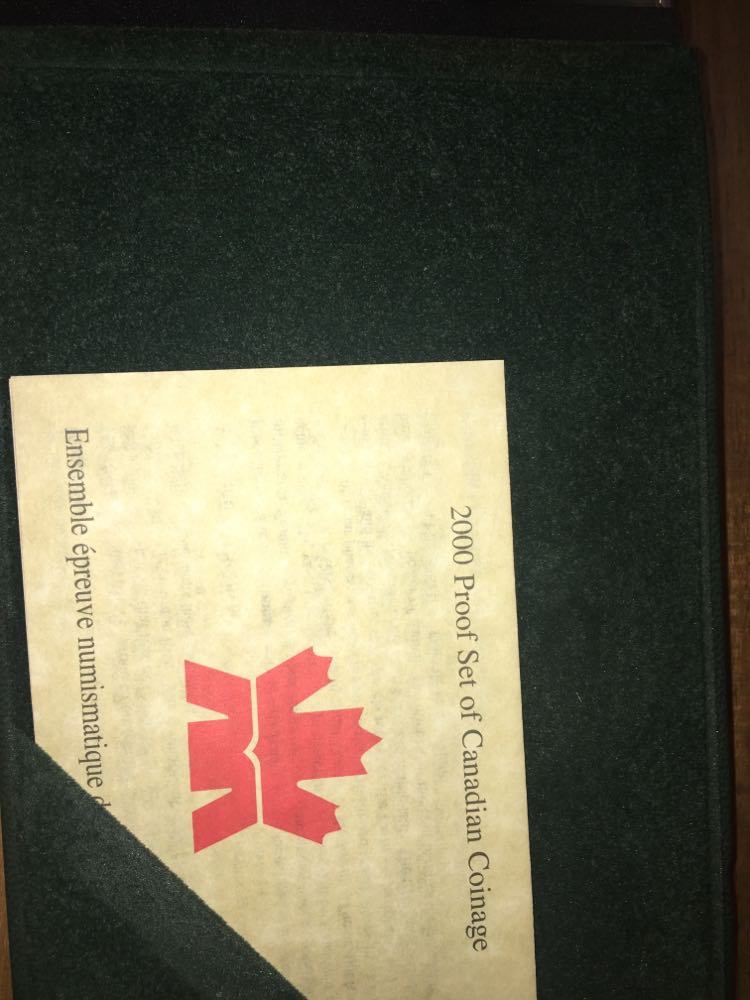 2000 Proof Set of Canadian Coinage
Ensemble épreuve numismatique d